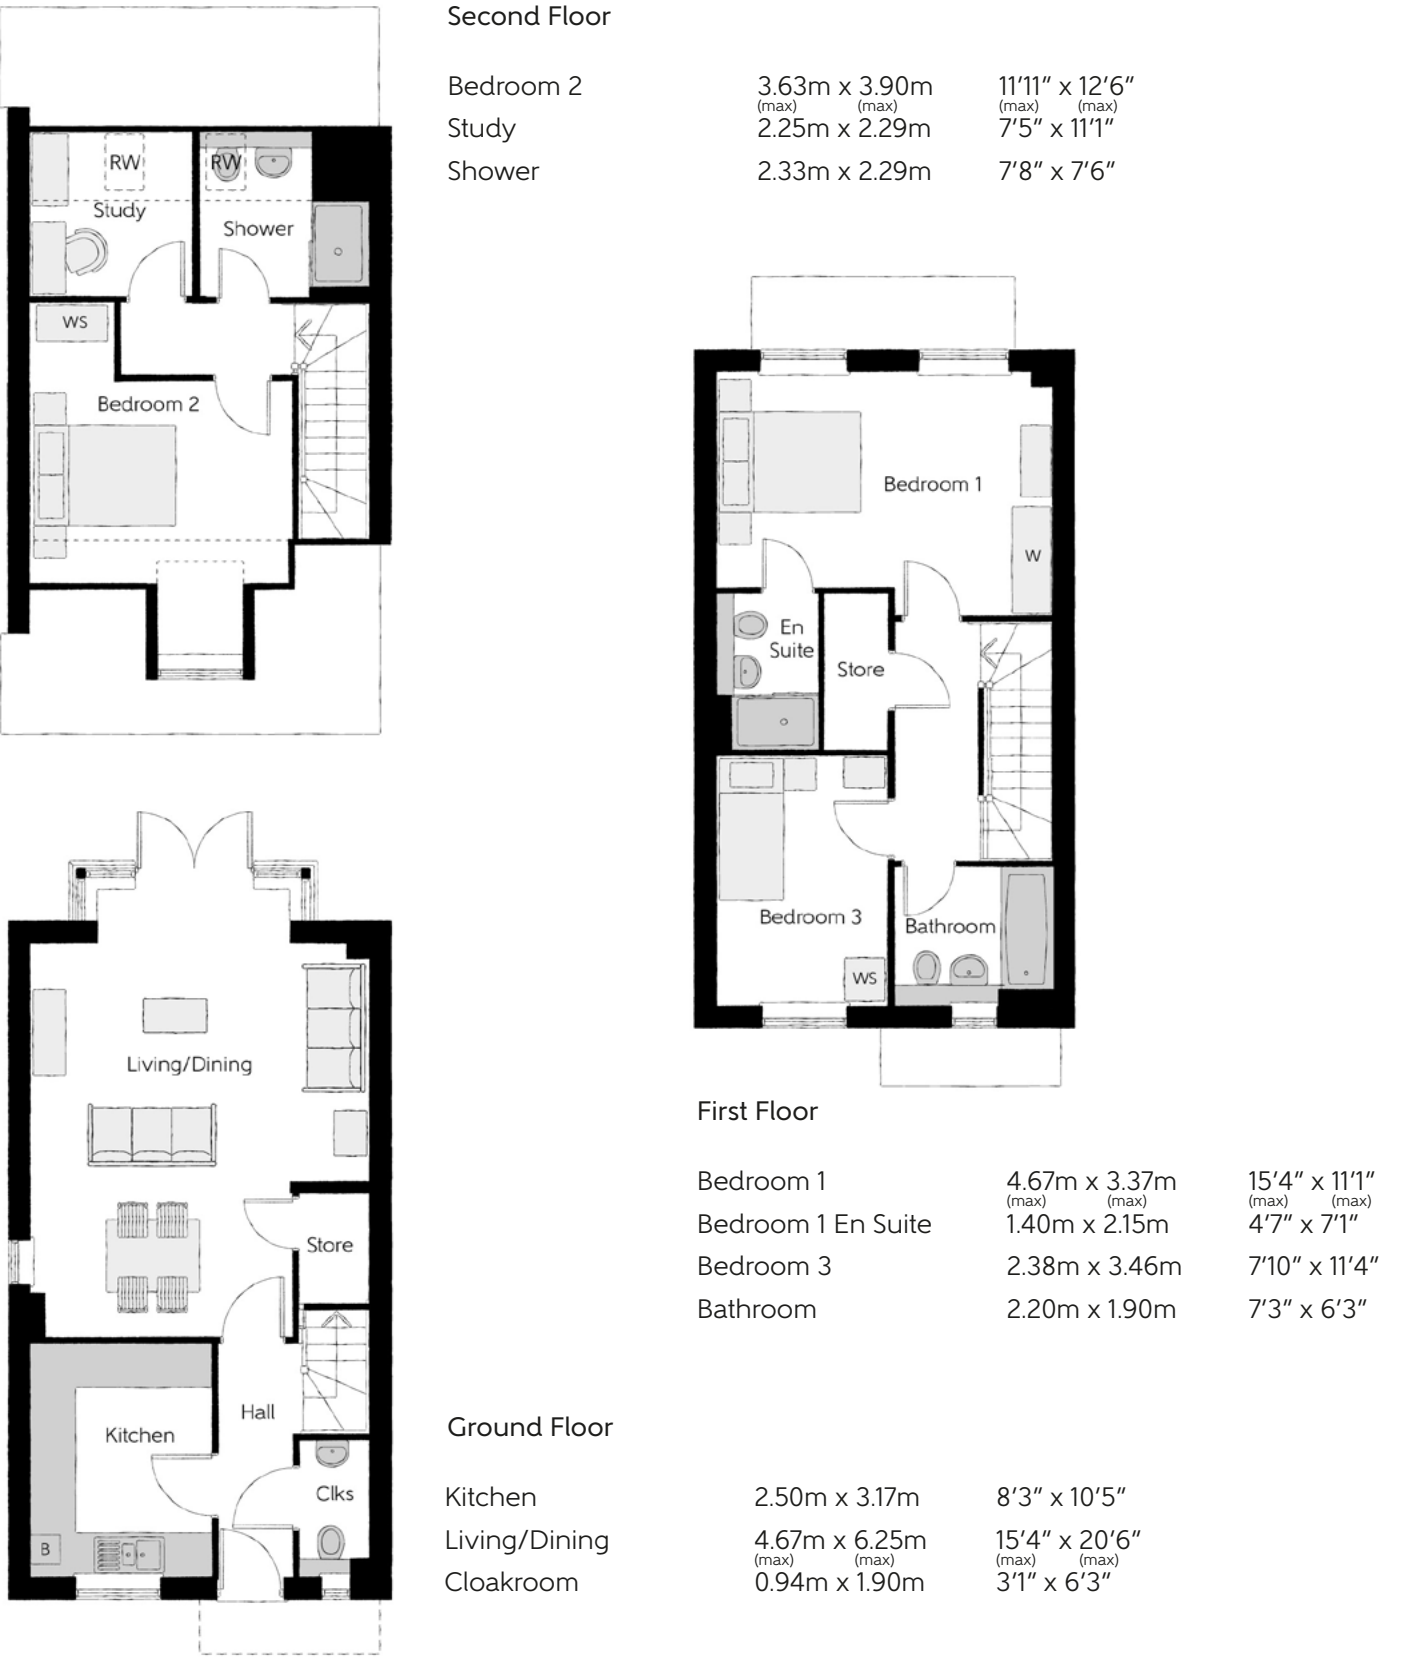 Second Floor
Bedroom 2 3.63m x 3.90m 11'11" x 12'6"
(max) (max) (max) (max)
Study 2.25m x 2.29m 7'5" x 11'1"
Shower 2.33m x 2.29m 7'8" x 7'6"
RW
RW
Study
Shower
WS
Bedroom 2
Bedroom 1
W
En
Suite
Store
Bedroom 3
Bathroom
WS
First Floor
Bedroom 1 4.67m x 3.37m 15'4" x 11'1"
(max) (max) (max) (max)
Bedroom 1 En Suite 1.40m x 2.15m 4'7" x 7'1"
Bedroom 3 2.38m x 3.46m 7'10" x 11'4"
Bathroom 2.20m x 1.90m 7'3" x 6'3"
Living/Dining
Store
Hall
Kitchen
Clks
B
Ground Floor
Kitchen 2.50m x 3.17m 8'3" x 10'5"
Living/Dining 4.67m x 6.25m 15'4" x 20'6"
(max) (max) (max) (max)
Cloakroom 0.94m x 1.90m 3'1" x 6'3"